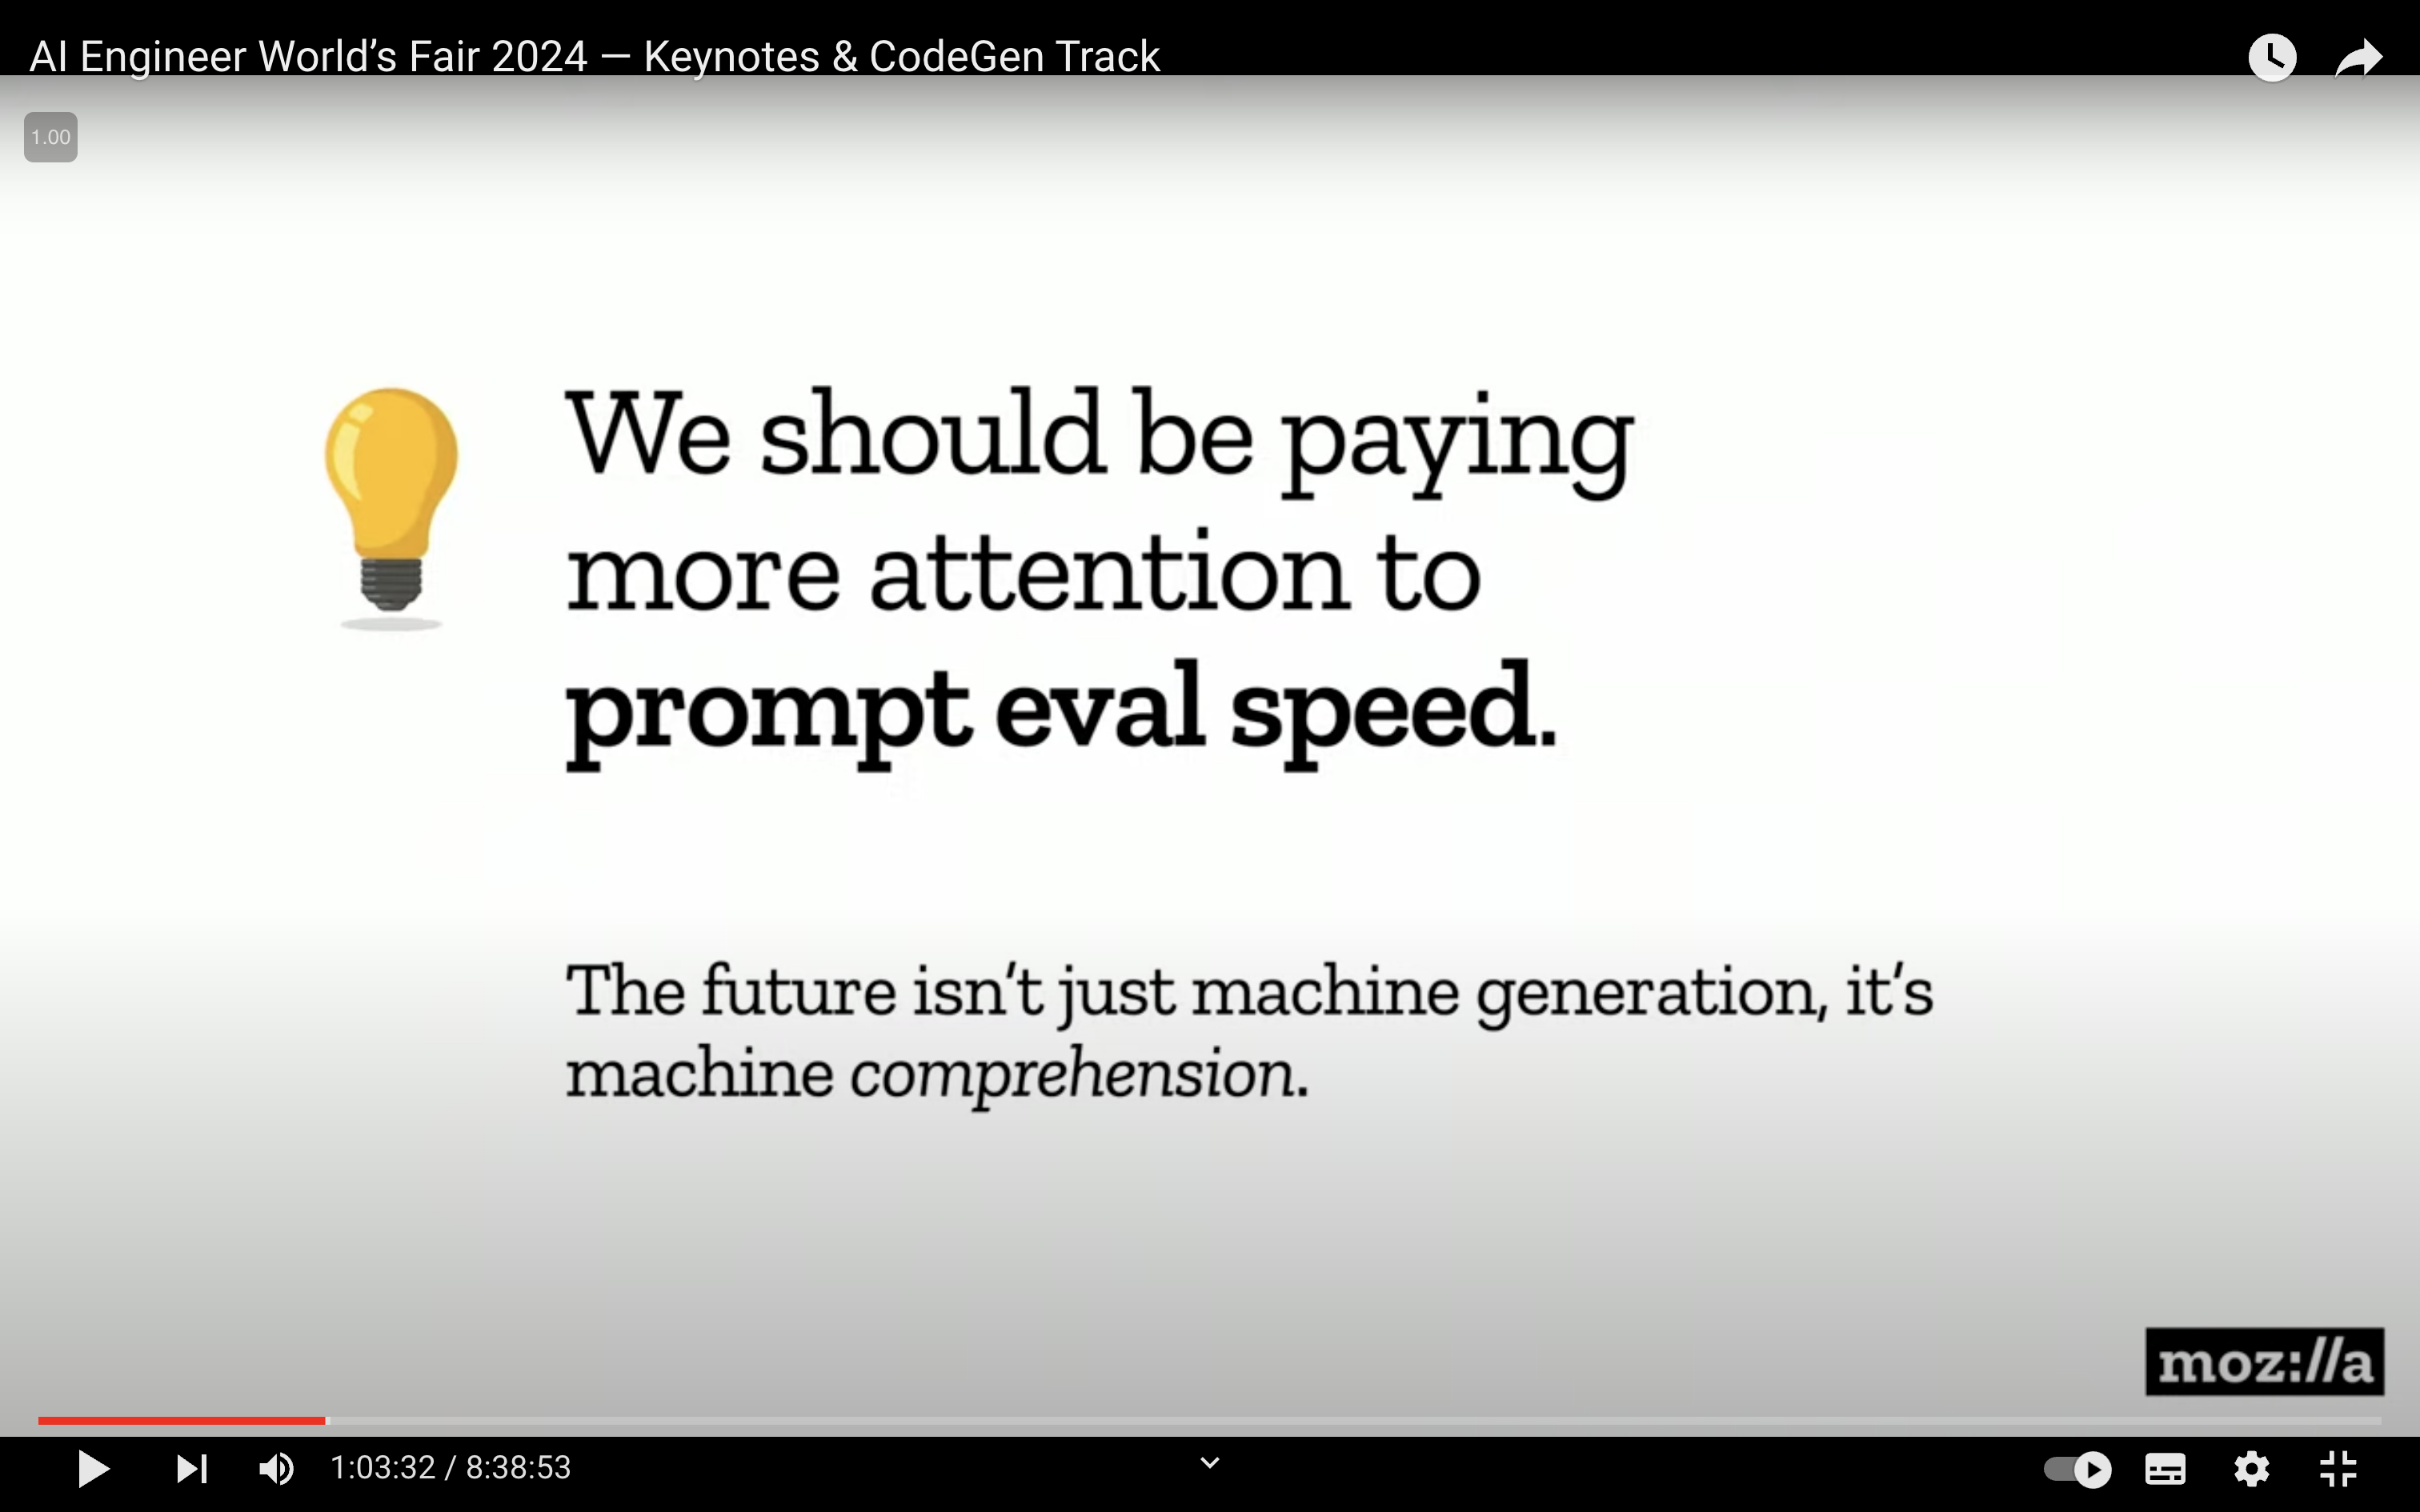 AI Engineer World’s Fair 2024 — Keynotes & CodeGen Track
1.00
We should be paying
more attention to
prompt eval speed.
The future isn’t just machine generation, it’s
machine comprehension.
moz://a
1:03:32 / 8:38:53